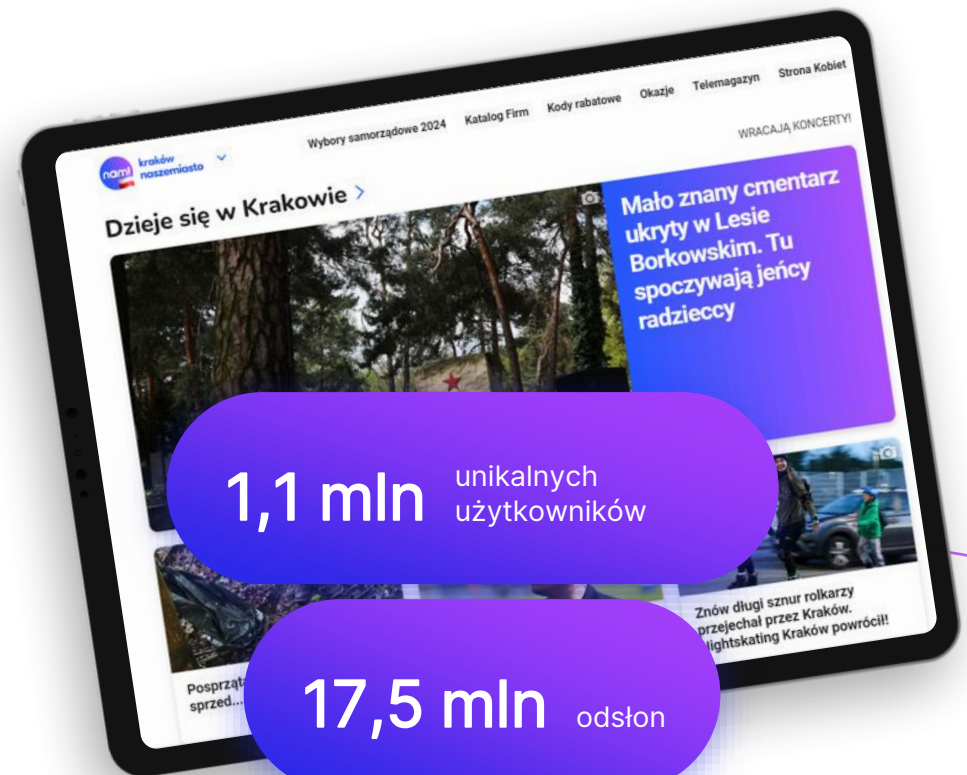 Wybory samorządowe 2024 Katalog Firm Kody rabatowe Okazje Telemagazyn Strona Kobiet
nam!
kraków
naszemiasto
WRACAJĄ KONCERTY!
Dzieje się w Krakowie
Mało znany cmentarz
ukryty w Lesie
Borkowskim. Tu
spoczywają jeńcy
radzieccy
1,1 mln
unikalnych
użytkowników
Znów długi sznur rolkarzy
przejechał przez Kraków.
Nightskating Kraków powrócił!
sprzed...
17,5 mln odsłon